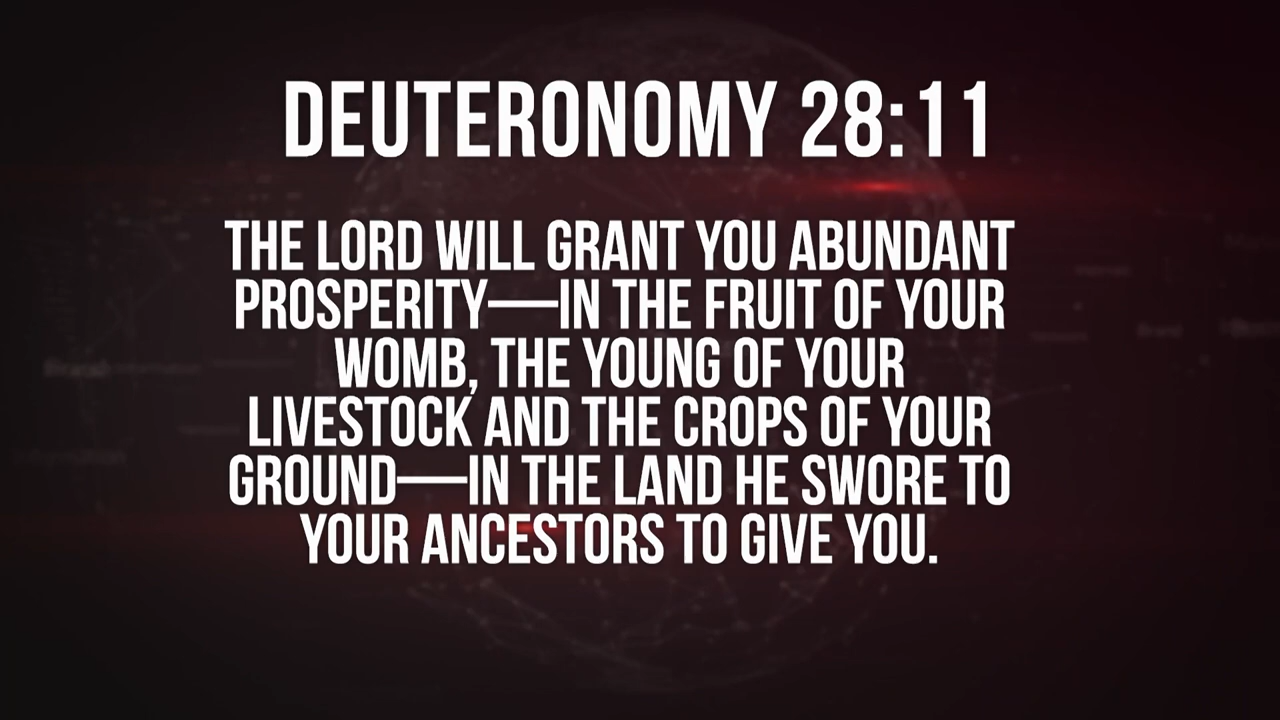 DEUTERONOMY 28:11
THE LORD WILL GRANT YOU ABUNDANT
PROSPERITY—IN THE FRUIT OF YOUR
WOMB, THE YOUNG OF YOUR
LIVESTOCK AND THE CROPS OF YOUR
GROUND—IN THE LAND HE SWORE TO
YOUR ANCESTORS TO GIVE YOU.